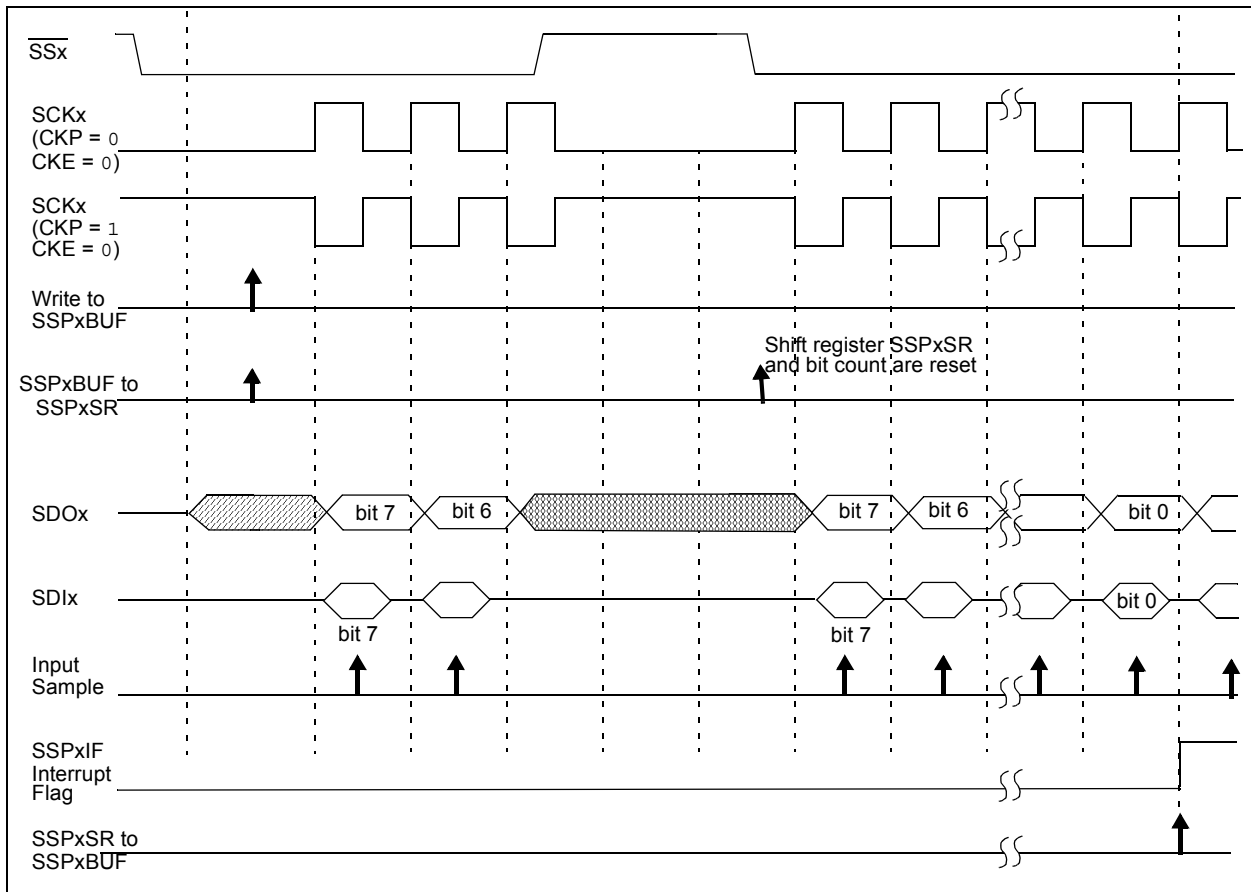 SSx
SCKx
(CKP = 0
CKE = 0)
SCKx
(CKP = 1
CKE = 0)
Write to
SSPxBUF
Shift register SSPxSR
and bit count are reset
SSPxBUF to
SSPxSR
SDOx
bit 7
bit 6
bit 7
bit 6
bit 0
SDIx
bit 0
bit 7
bit 7
Input
Sample
SSPxIF
Interrupt
Flag
SSPxSR to
SSPxBUF